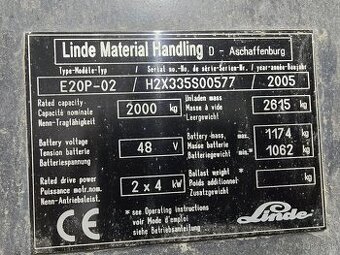 Linde Material Handling D - Aschaffenburg
Type-Modèle-Typ / Serial no.-No. de série-Serien-Nr. / year-année-Baujahr
E20P-02 / H2X335S00577 / 2005
Rated capacity
Capacité nominale 2000 kg
Nenn-Tragfähigkeit
Unladen mass
Masse à vide 2615 kg
Leergewicht
Battery voltage
Tension batterie 48 V
Batteriespannung
Battery-mass. max 1174 kg
Masse batterie
Batteriegewicht min 1062 kg
Rated drive power
Puissance motr.nom. 2 x 4 kW
Nenn-Antriebsleist.
Ballast weight *
Poids additionnel kg
Zusatzgewicht
* see Operating instructions
voir Mode d'emploi
siehe Betriebsanleitung
CE
Linde